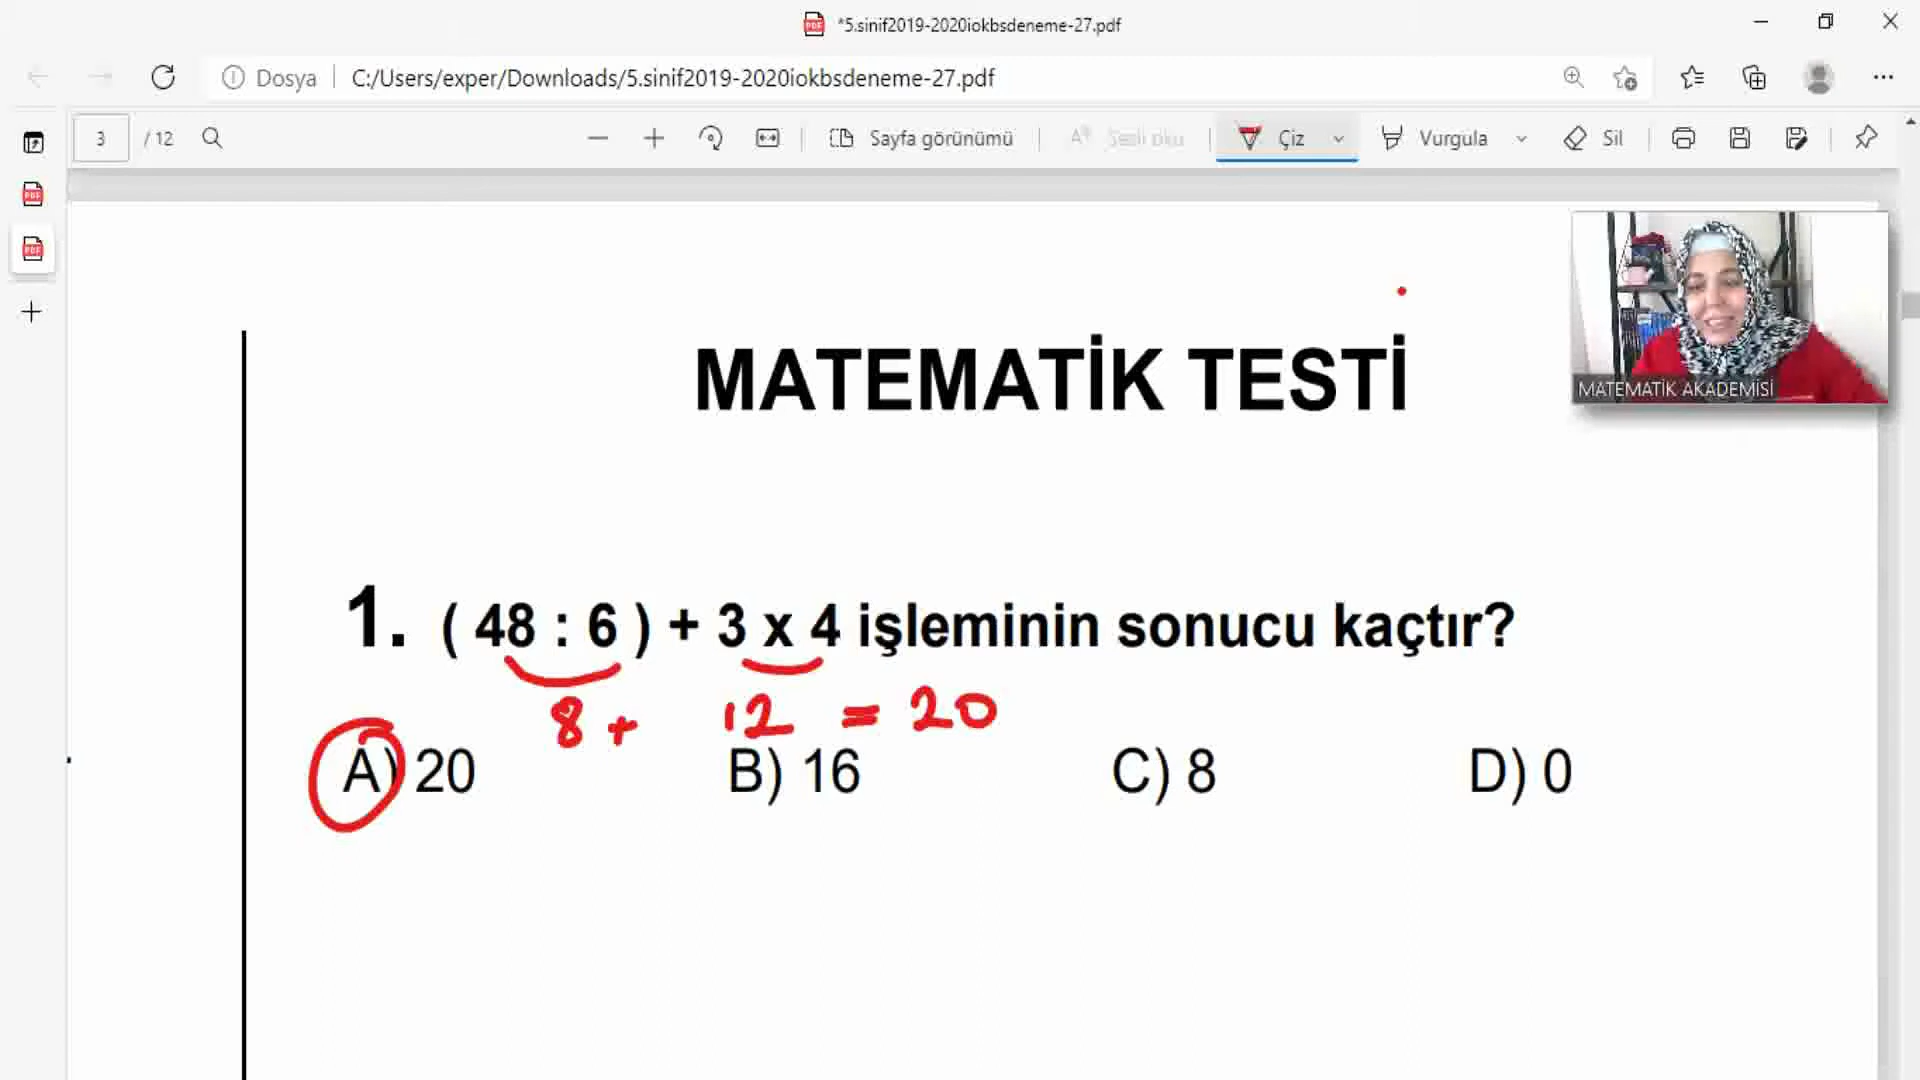 *5.sinif2019-2020iokbsdeneme-27.pdf
Dosya C:/Users/exper/Downloads/5.sinif2019-2020iokbsdeneme-27.pdf
3 / 12 Sayfa görünümü Sesli oku Çiz Vurgula Sil
MATEMATİK AKADEMİSİ
MATEMATİK TESTİ
1. ( 48 : 6 ) + 3 x 4 işleminin sonucu kaçtır?
8 + 12 = 20
A) 20 B) 16 C) 8 D) 0